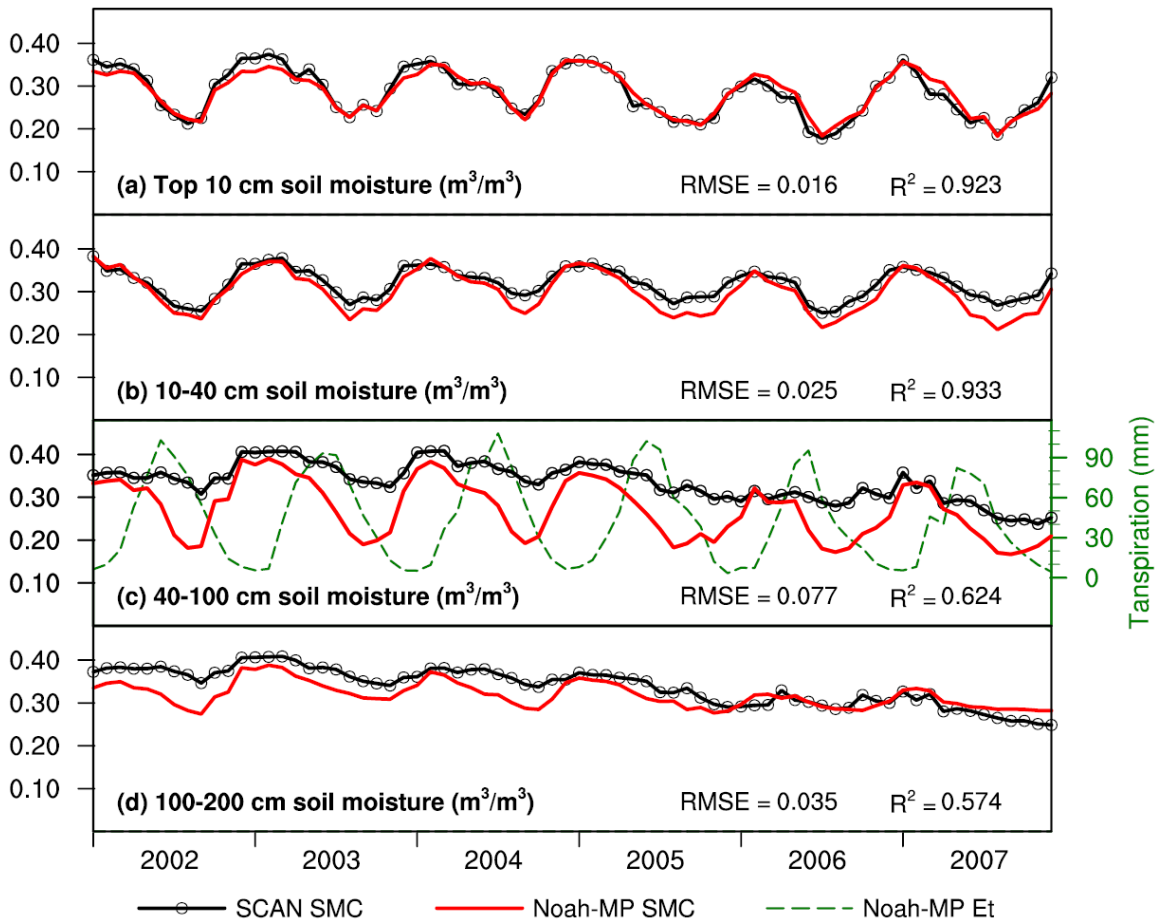 0.40
0.30
0.20
0.10
(a) Top 10 cm soil moisture (m³/m³) RMSE = 0.016 R² = 0.923
0.40
0.30
0.20
0.10
(b) 10-40 cm soil moisture (m³/m³) RMSE = 0.025 R² = 0.933
0.40
0.30
0.20
0.10
90
60
30
0
Tanspiration (mm)
(c) 40-100 cm soil moisture (m³/m³) RMSE = 0.077 R² = 0.624
0.40
0.30
0.20
0.10
(d) 100-200 cm soil moisture (m³/m³) RMSE = 0.035 R² = 0.574
2002 2003 2004 2005 2006 2007
SCAN SMC Noah-MP SMC Noah-MP Et